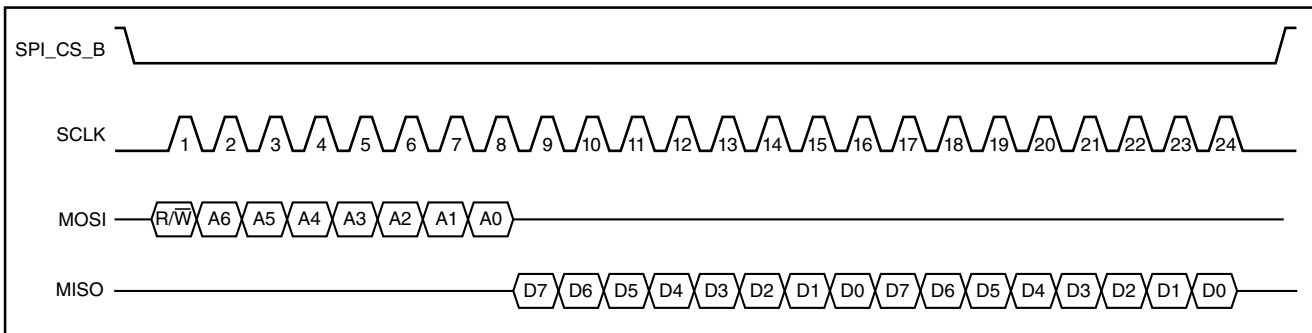 SPI_CS_B
SCLK 1 2 3 4 5 6 7 8 9 10 11 12 13 14 15 16 17 18 19 20 21 22 23 24
MOSI R/W̅ A6 A5 A4 A3 A2 A1 A0
MISO D7 D6 D5 D4 D3 D2 D1 D0 D7 D6 D5 D4 D3 D2 D1 D0